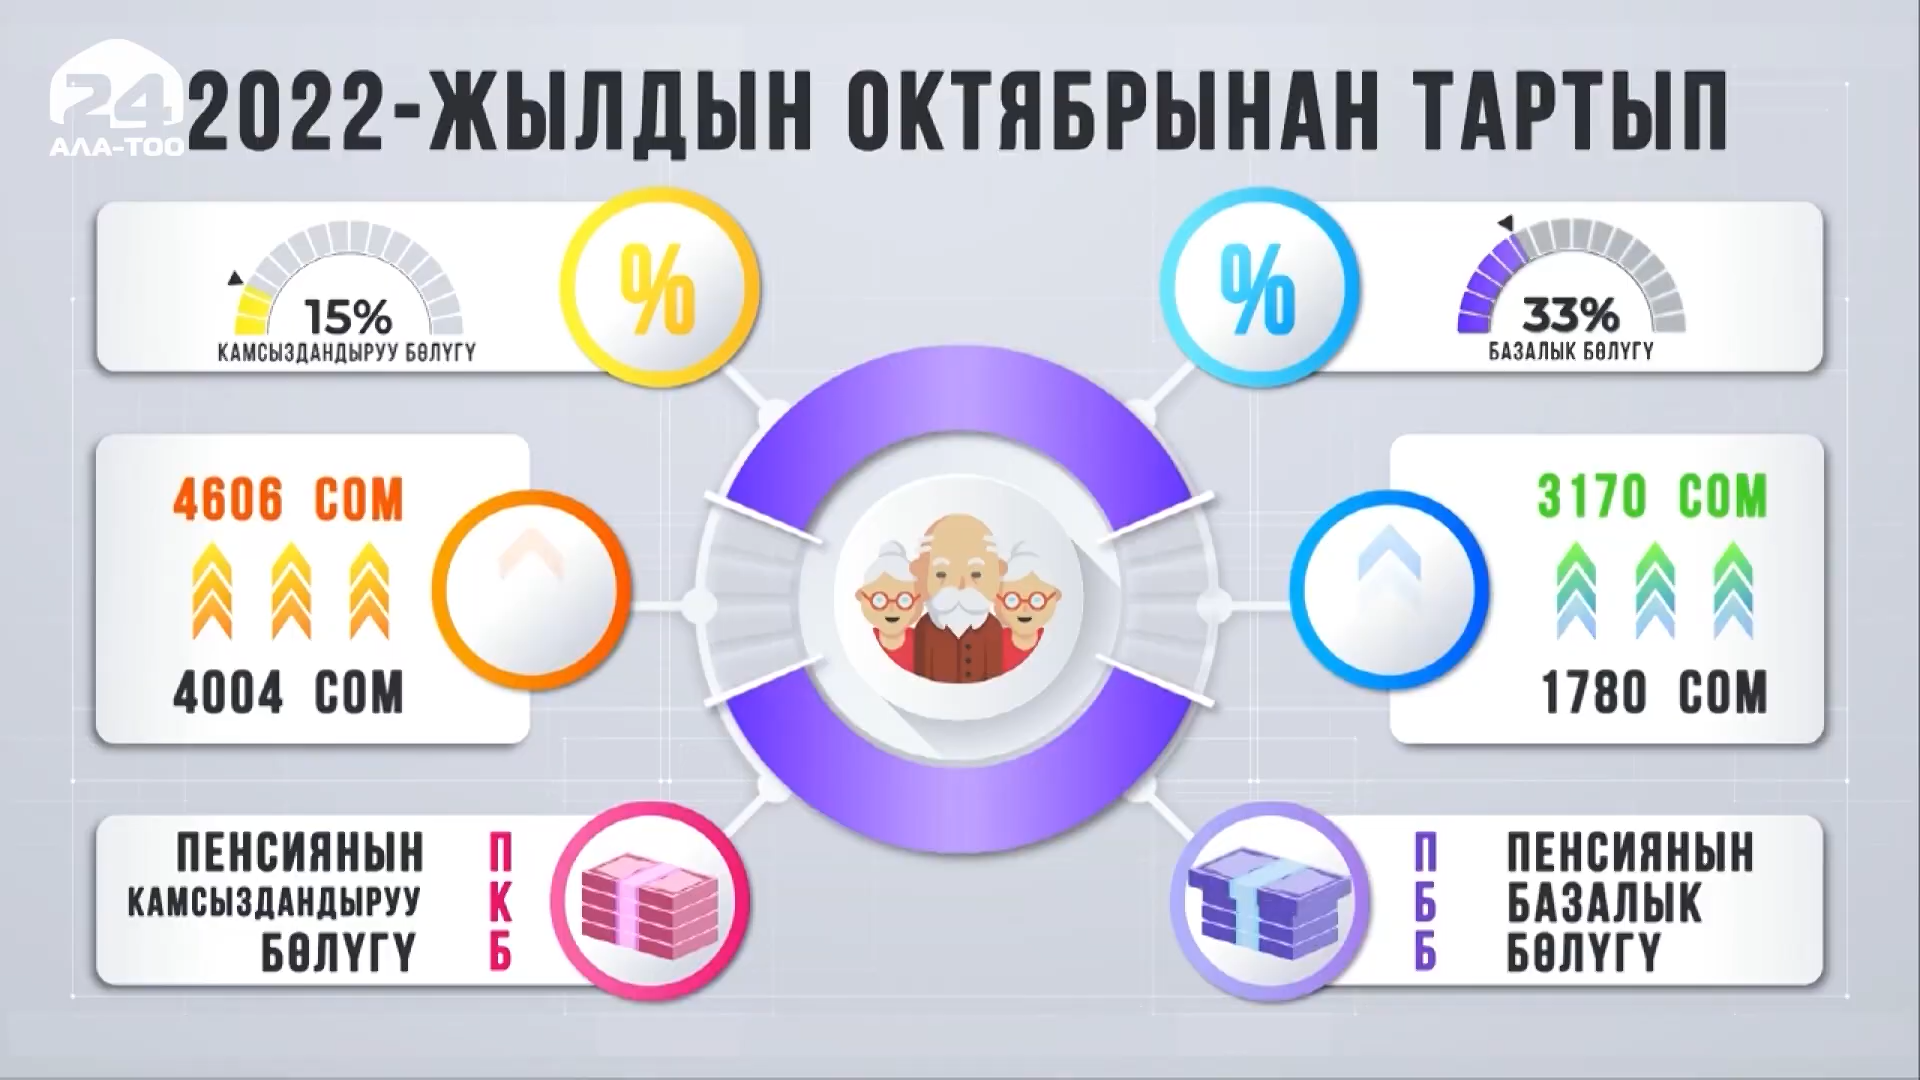 24
АЛА-ТОО
2022-ЖЫЛДЫН ОКТЯБРЫНАН ТАРТЫП
15%
КАМСЫЗДАНДЫРУУ БӨЛҮГҮ
%
%
33%
БАЗАЛЫК БӨЛҮГҮ
4606 СОМ
4004 СОМ
3170 СОМ
1780 СОМ
ПЕНСИЯНЫН
КАМСЫЗДАНДЫРУУ
БӨЛҮГҮ
П
К
Б
П
Б
Б
ПЕНСИЯНЫН
БАЗАЛЫК
БӨЛҮГҮ